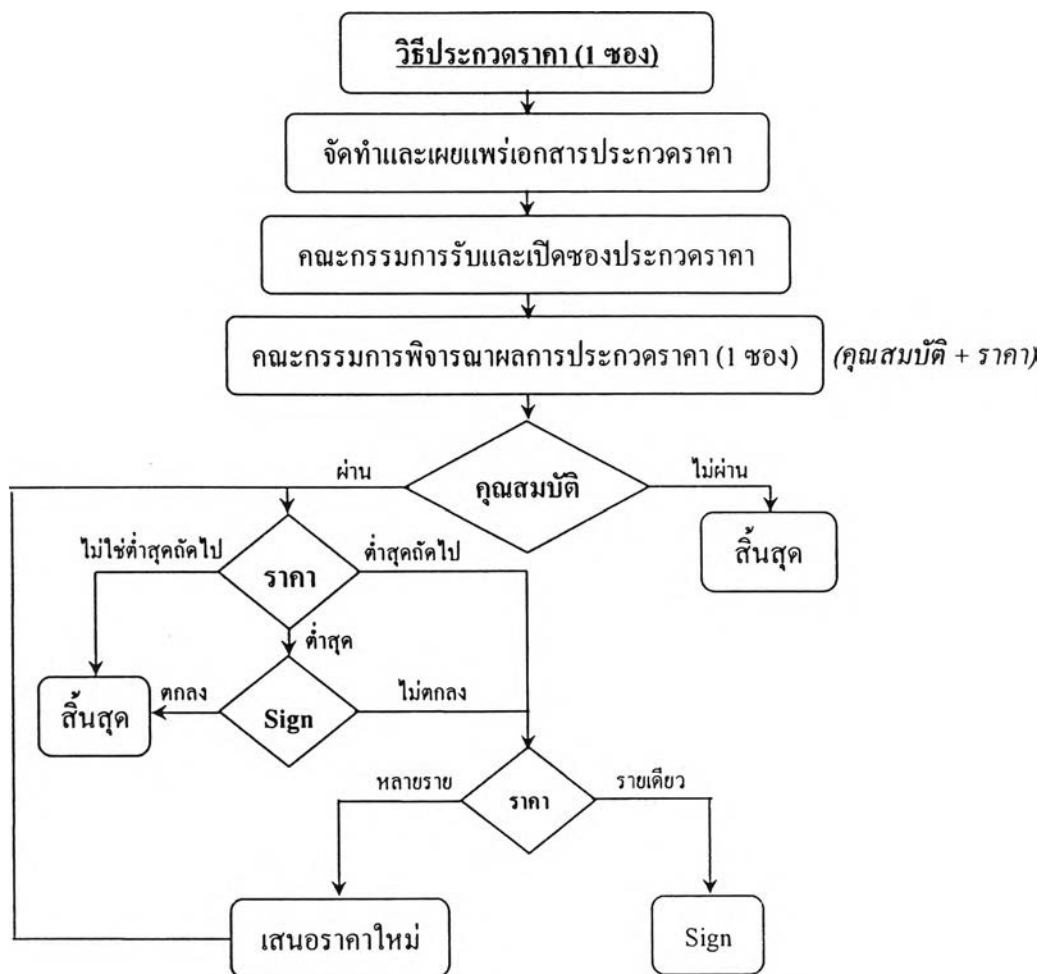 วิธีประกวดราคา (1 ซอง)
จัดทำและเผยแพร่เอกสารประกวดราคา
คณะกรรมการรับและเปิดซองประกวดราคา
คณะกรรมการพิจารณาผลการประกวดราคา (1 ซอง) (คุณสมบัติ + ราคา)
ผ่าน
คุณสมบัติ
ไม่ผ่าน
สิ้นสุด
ไม่ใช่ต่ำสุดถัดไป
ราคา
ต่ำสุดถัดไป
ต่ำสุด
สิ้นสุด
ตกลง
Sign
ไม่ตกลง
หลายราย
ราคา
รายเดียว
เสนอราคาใหม่
Sign